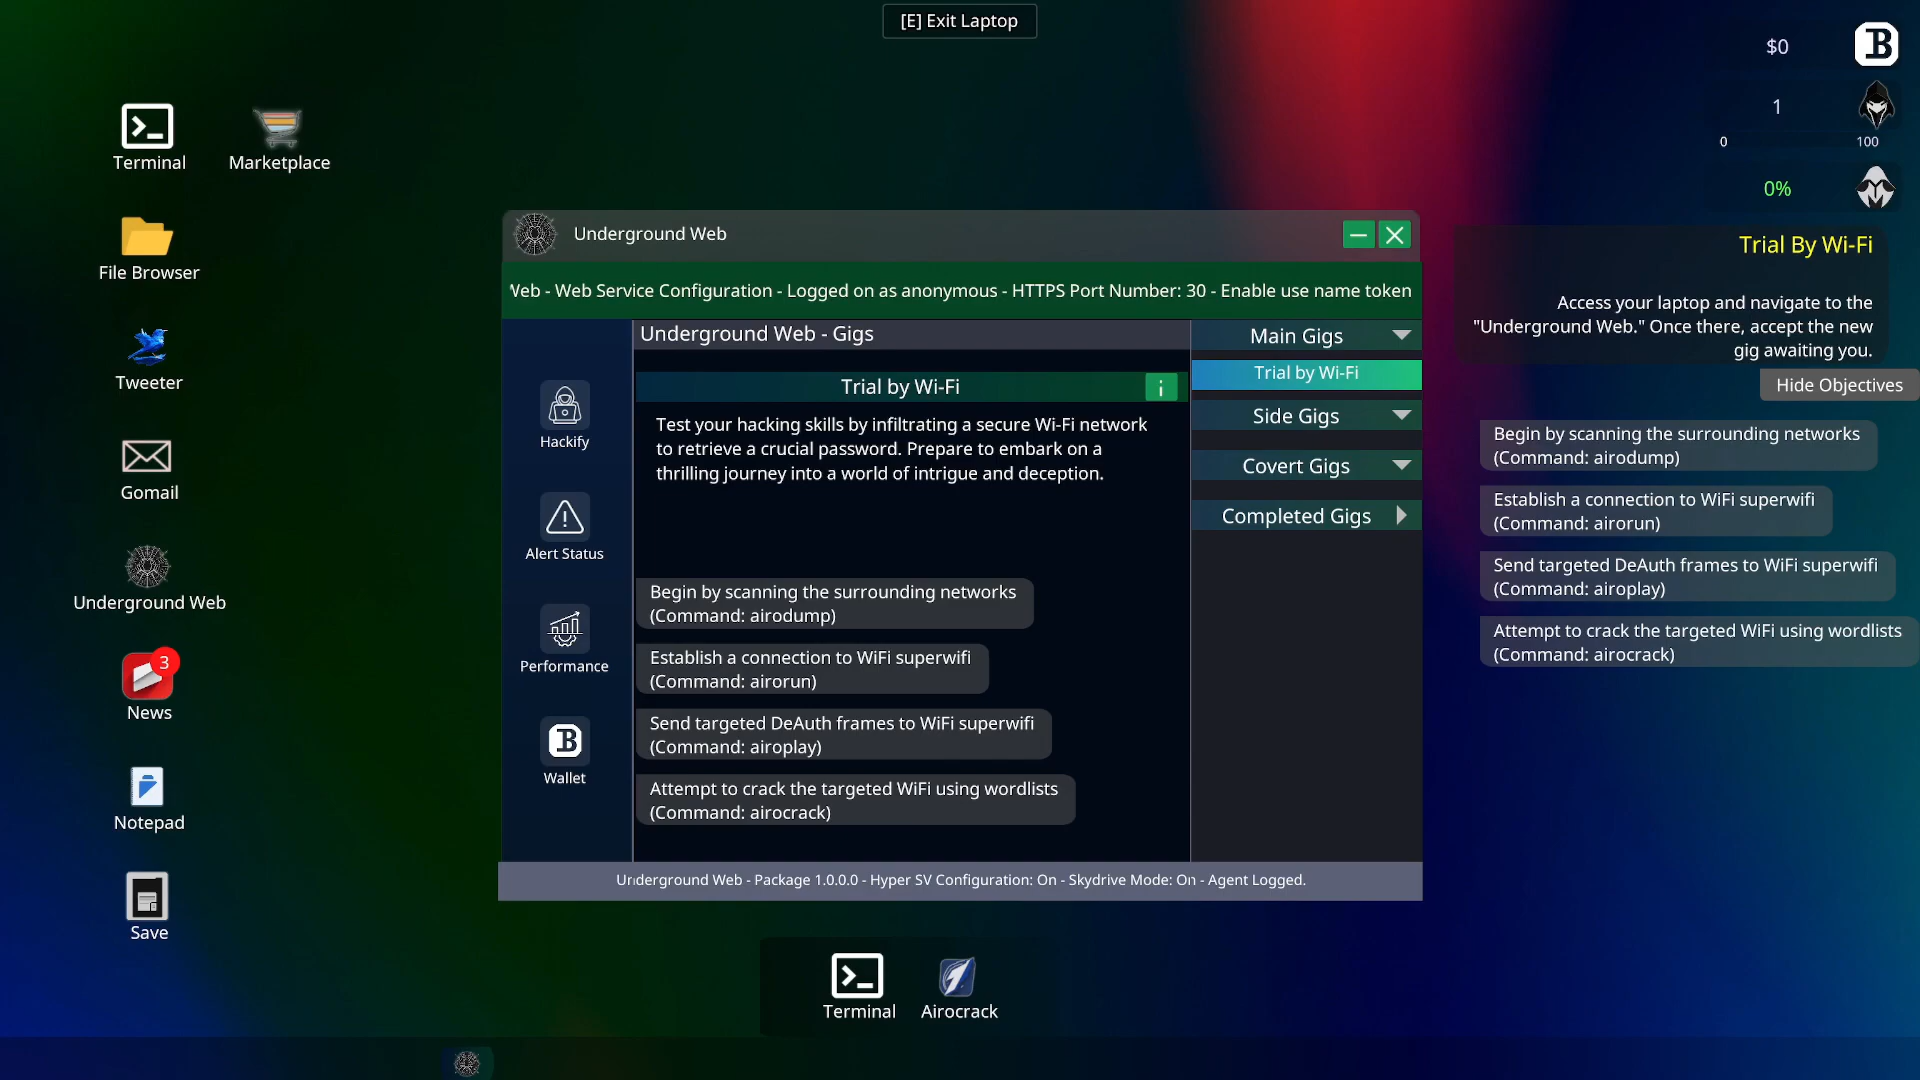 [E] Exit Laptop
$0
1
0 100
0%
Terminal
Marketplace
File Browser
Tweeter
Gomail
Underground Web
3
News
Notepad
Save
Underground Web
Web - Web Service Configuration - Logged on as anonymous - HTTPS Port Number: 30 - Enable use name token
Hackify
Alert Status
Performance
Wallet
Underground Web - Gigs
Trial by Wi-Fi
i
Test your hacking skills by infiltrating a secure Wi-Fi network
to retrieve a crucial password. Prepare to embark on a
thrilling journey into a world of intrigue and deception.
Begin by scanning the surrounding networks
(Command: airodump)
Establish a connection to WiFi superwifi
(Command: airorun)
Send targeted DeAuth frames to WiFi superwifi
(Command: airoplay)
Attempt to crack the targeted WiFi using wordlists
(Command: airocrack)
Main Gigs
Trial by Wi-Fi
Side Gigs
Covert Gigs
Completed Gigs
Underground Web - Package 1.0.0.0 - Hyper SV Configuration: On - Skydrive Mode: On - Agent Logged.
Trial By Wi-Fi
Access your laptop and navigate to the
"Underground Web." Once there, accept the new
gig awaiting you.
Hide Objectives
Begin by scanning the surrounding networks
(Command: airodump)
Establish a connection to WiFi superwifi
(Command: airorun)
Send targeted DeAuth frames to WiFi superwifi
(Command: airoplay)
Attempt to crack the targeted WiFi using wordlists
(Command: airocrack)
Terminal
Airocrack